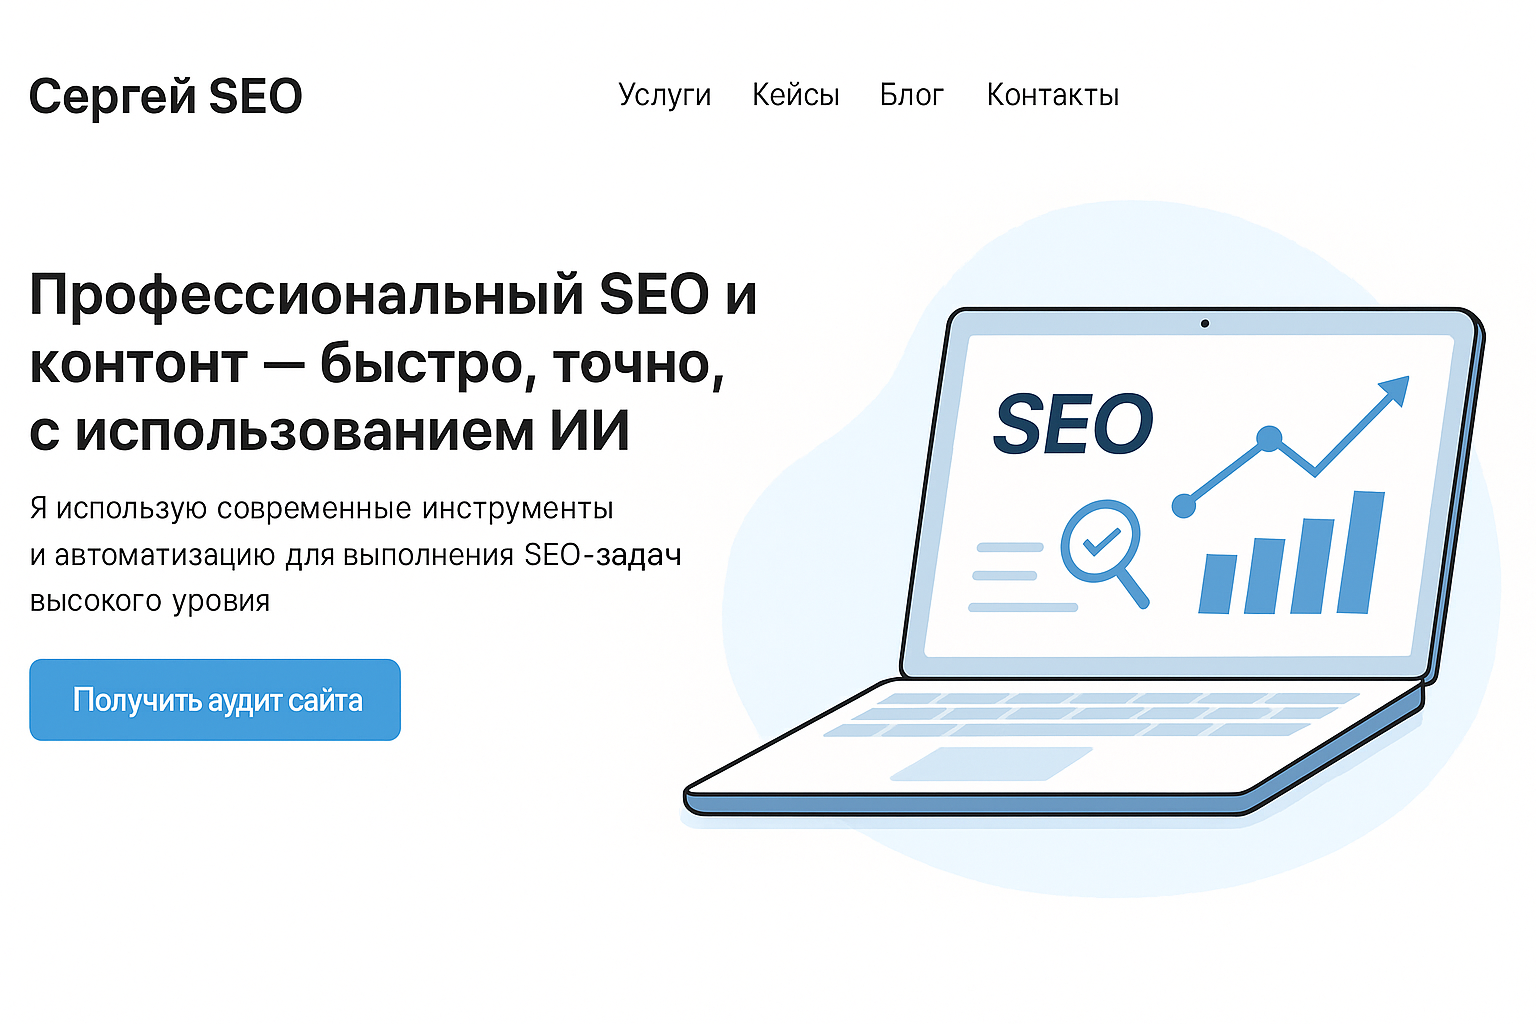 Сергей SEO
Услуги Кейсы Блог Контакты
Профессиональный SEO и
контонт — быстро, точно,
с использованием ИИ
Я использую современные инструменты
и автоматизацию для выполнения SEO-задач
высокого уровия
Получить аудит сайта
SEO